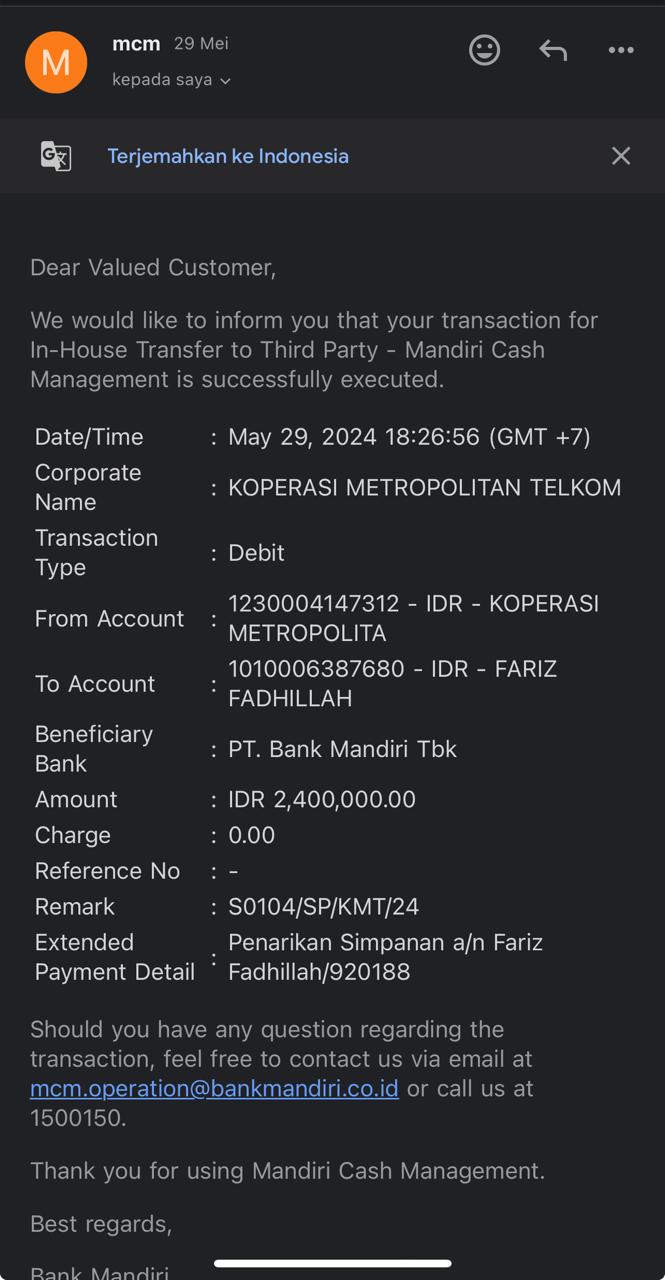 M
mcm 29 Mei
kepada saya
Terjemahkan ke Indonesia
Dear Valued Customer,
We would like to inform you that your transaction for
In-House Transfer to Third Party - Mandiri Cash
Management is successfully executed.
Date/Time : May 29, 2024 18:26:56 (GMT +7)
Corporate
Name : KOPERASI METROPOLITAN TELKOM
Transaction
Type : Debit
From Account : 1230004147312 - IDR - KOPERASI
METROPOLITA
To Account : 1010006387680 - IDR - FARIZ
FADHILLAH
Beneficiary
Bank : PT. Bank Mandiri Tbk
Amount : IDR 2,400,000.00
Charge : 0.00
Reference No : -
Remark : S0104/SP/KMT/24
Extended
Payment Detail : Penarikan Simpanan a/n Fariz
Fadhillah/920188
Should you have any question regarding the
transaction, feel free to contact us via email at
mcm.operation@bankmandiri.co.id or call us at
1500150.
Thank you for using Mandiri Cash Management.
Best regards,
Bank Mandiri